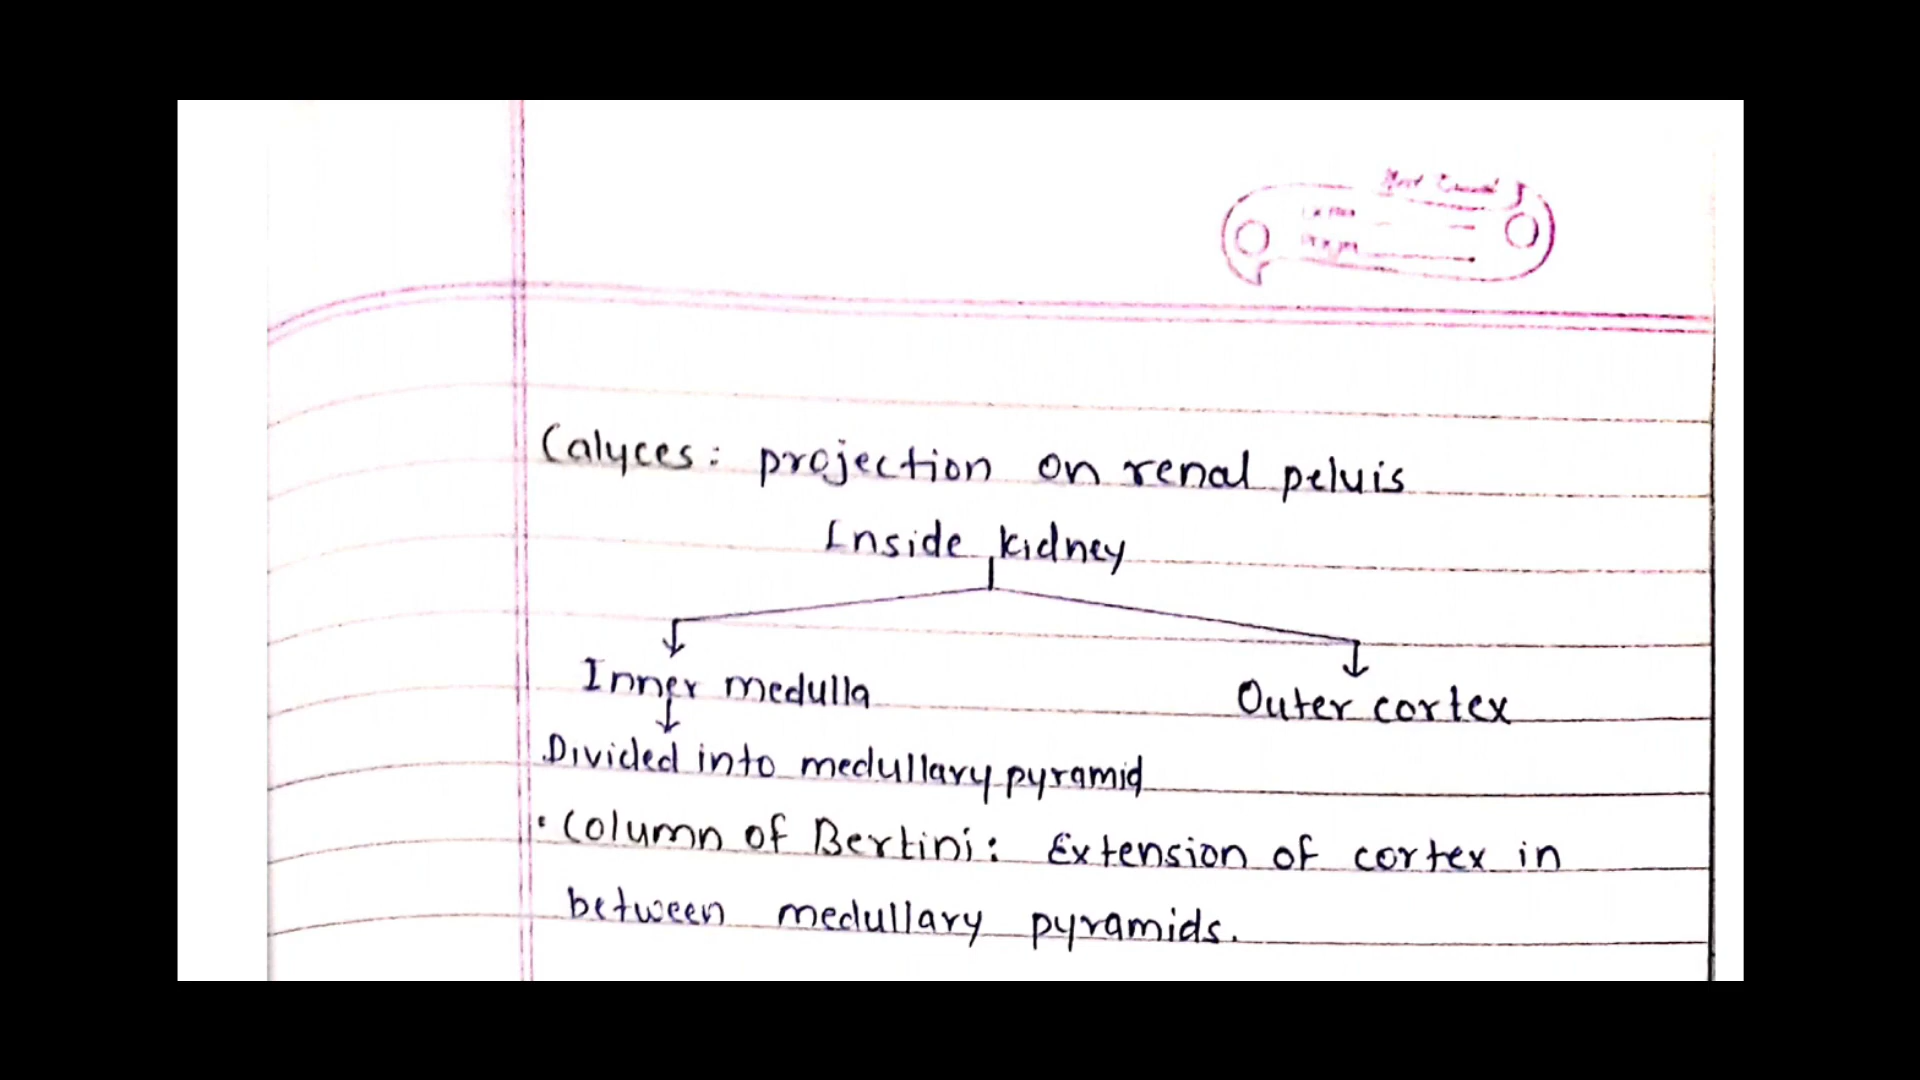 Calyces: projection on renal pelvis
Inside kidney
Inner medulla Outer cortex
Divided into medullary pyramid
• Column of Bertini: Extension of cortex in
between medullary pyramids.